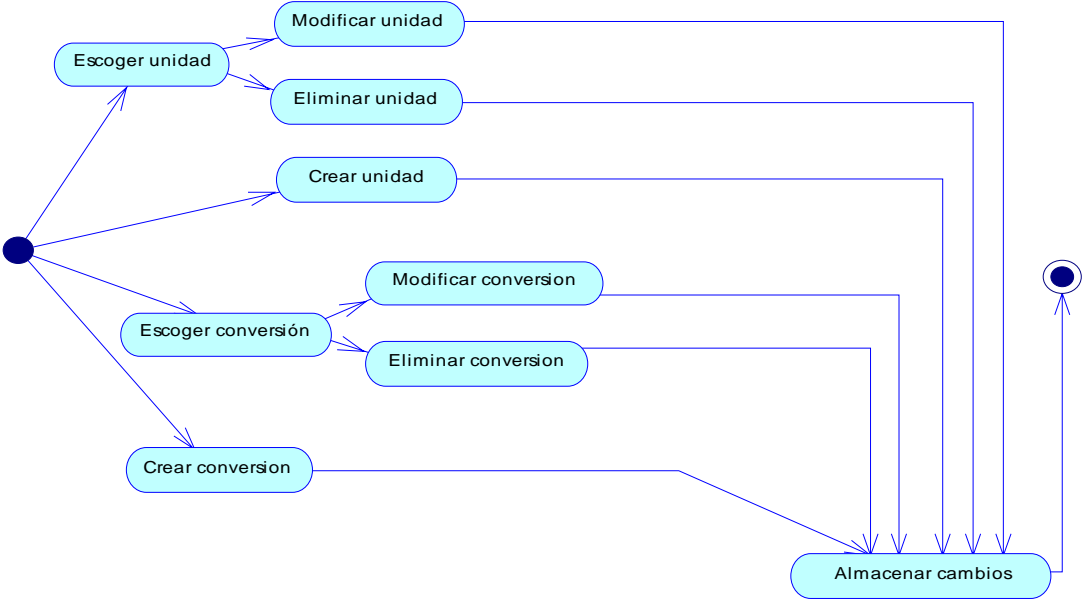 Modificar unidad
Escoger unidad
Eliminar unidad
Crear unidad
Modificar conversion
Escoger conversión
Eliminar conversion
Crear conversion
Almacenar cambios